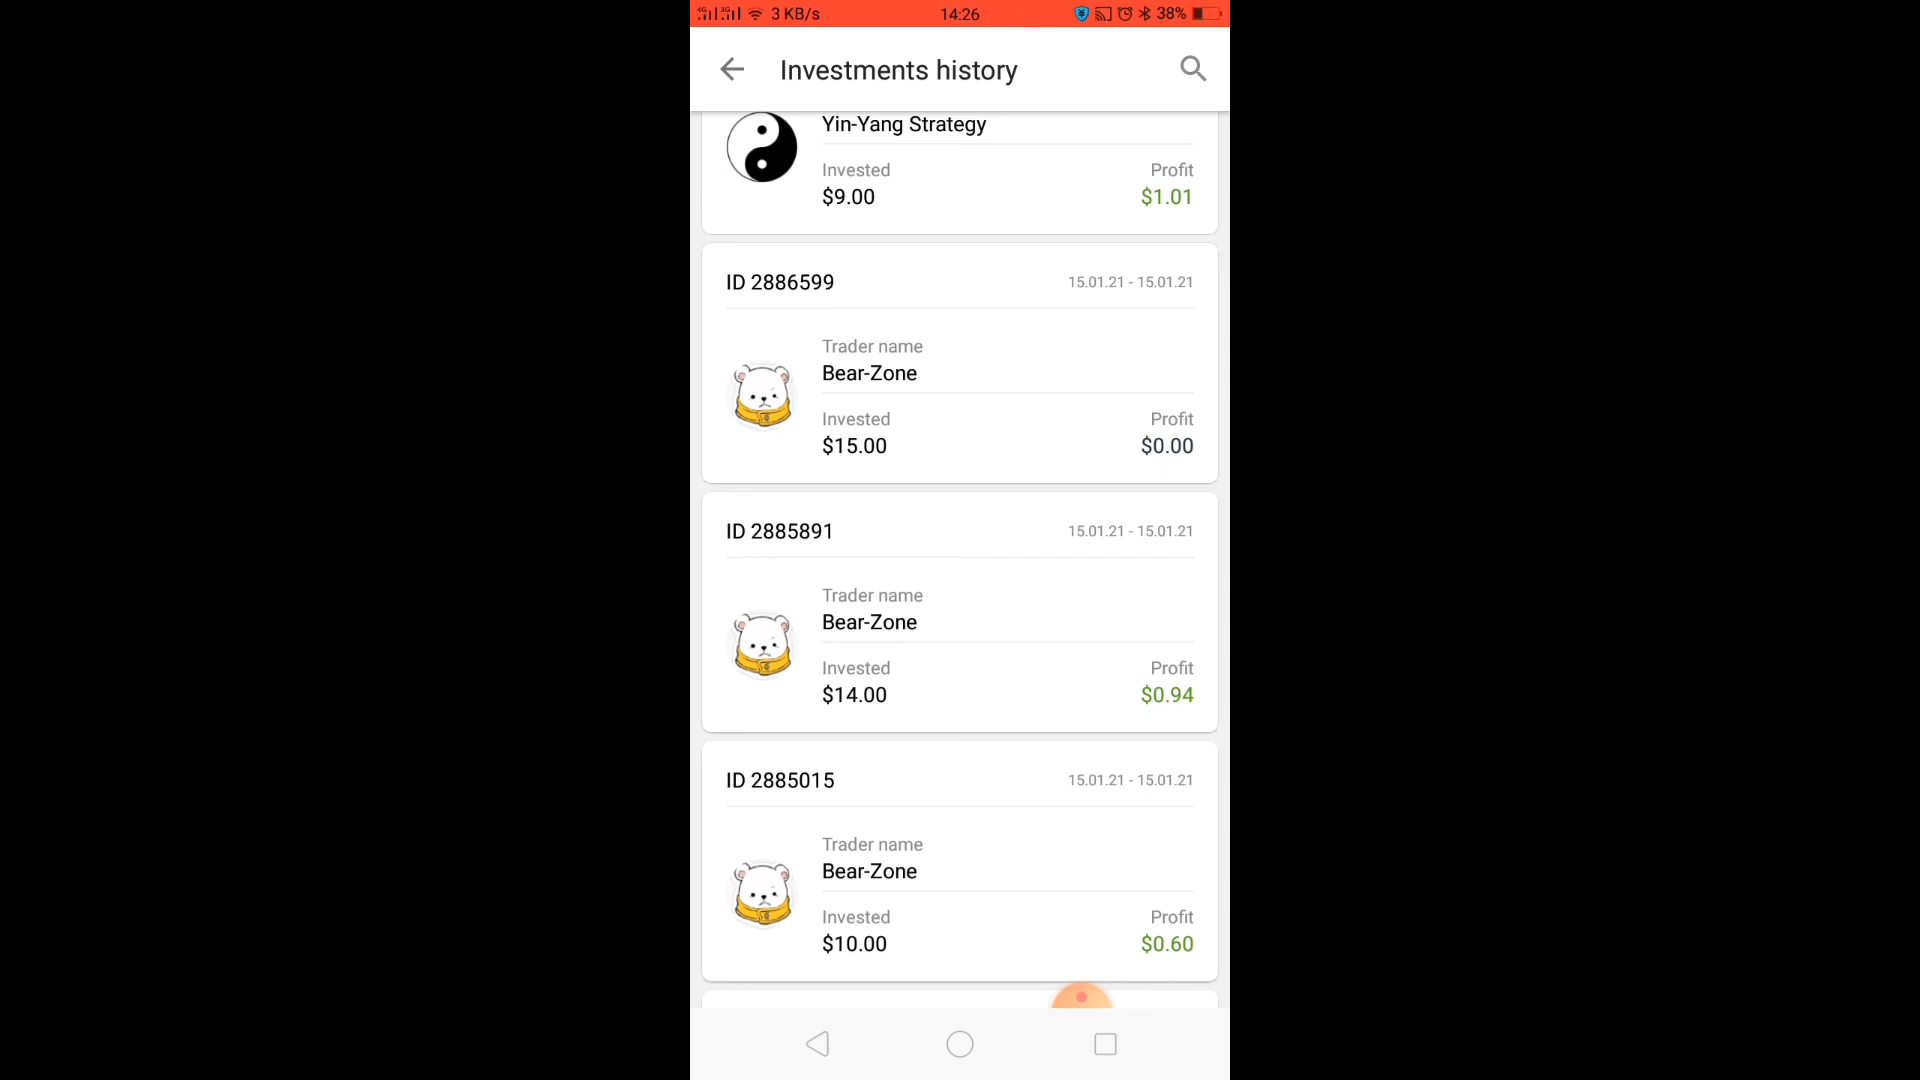 3 KB/s 14:26 38%
Investments history
Yin-Yang Strategy
Invested Profit
$9.00 $1.01
ID 2886599 15.01.21 - 15.01.21
Trader name
Bear-Zone
Invested Profit
$15.00 $0.00
ID 2885891 15.01.21 - 15.01.21
Trader name
Bear-Zone
Invested Profit
$14.00 $0.94
ID 2885015 15.01.21 - 15.01.21
Trader name
Bear-Zone
Invested Profit
$10.00 $0.60